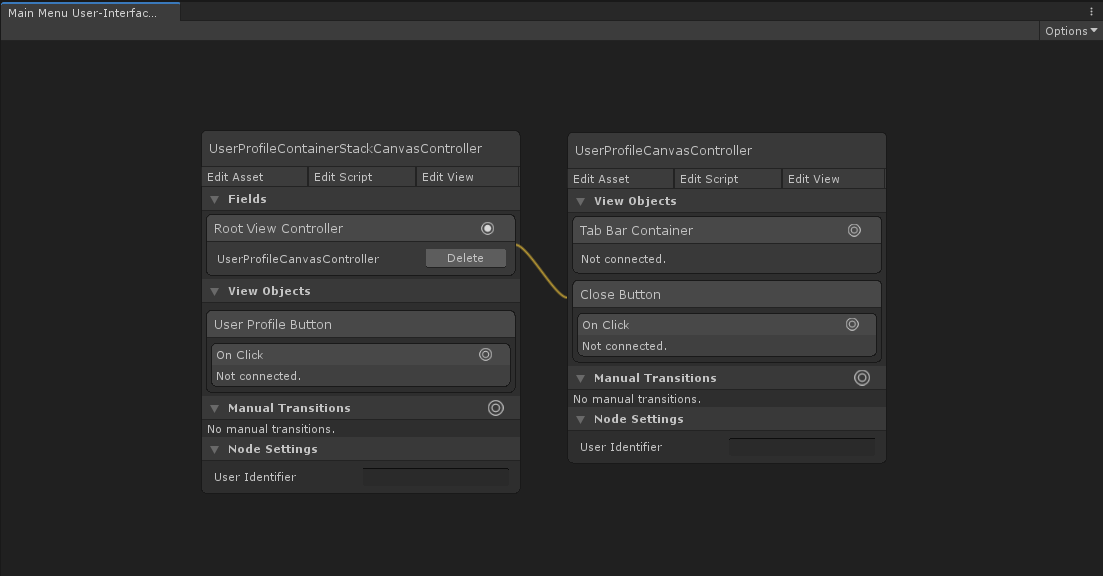 Main Menu User-Interfac...
Options
UserProfileContainerStackCanvasController
Edit Asset
Edit Script
Edit View
Fields
Root View Controller
UserProfileCanvasController
Delete
View Objects
User Profile Button
On Click
Not connected.
Manual Transitions
No manual transitions.
Node Settings
User Identifier
UserProfileCanvasController
Edit Asset
Edit Script
Edit View
View Objects
Tab Bar Container
Not connected.
Close Button
On Click
Not connected.
Manual Transitions
No manual transitions.
Node Settings
User Identifier